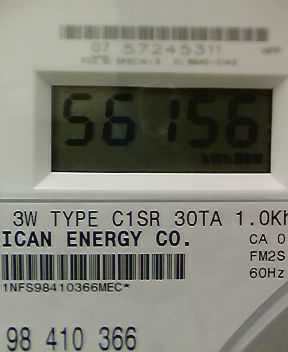 07 57245311
56156
kWh
3W TYPE C1SR 30TA 1.0Kh
ICAN ENERGY CO.
CA 0
FM2S
60Hz
1NFS98410366MEC*
98 410 366